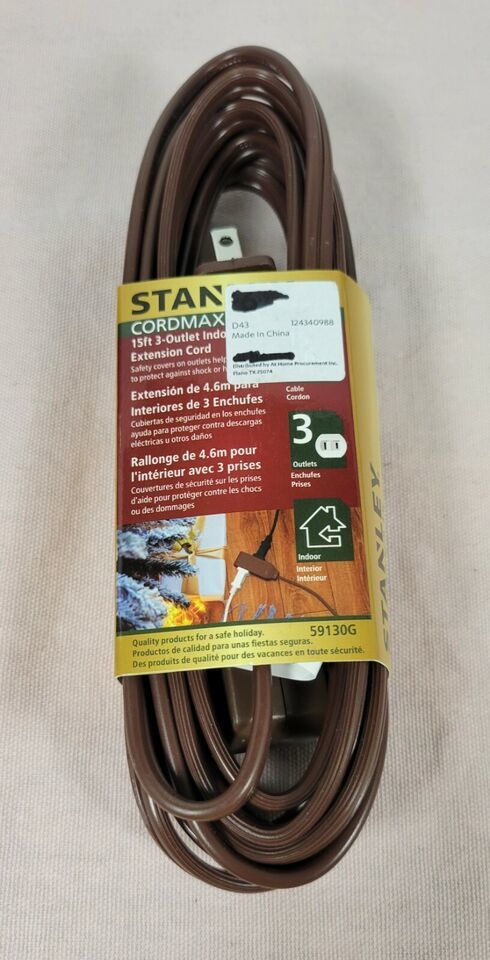 STAN
CORDMAX
15ft 3-Outlet Indo
Extension Cord
Safety covers on outlets help
to protect against shock or h
Extensión de 4.6m para
Interiores de 3 Enchufes
Cubiertas de seguridad en los enchufes
ayuda para proteger contra descargas
eléctricas u otros daños
Rallonge de 4.6m pour
l'intérieur avec 3 prises
Couvertures de sécurité sur les prises
d'aide pour protéger contre les chocs
ou des dommages
D43 124340988
Made In China
Distributed by At Home Procurement Inc.
Plano TX 75074
Cable
Cordon
3
Outlets
Enchufes
Prises
Indoor
Interior
Intérieur
59130G
Quality products for a safe holiday.
Productos de calidad para unas fiestas seguras.
Des produits de qualité pour des vacances en toute sécurité.
STANLEY